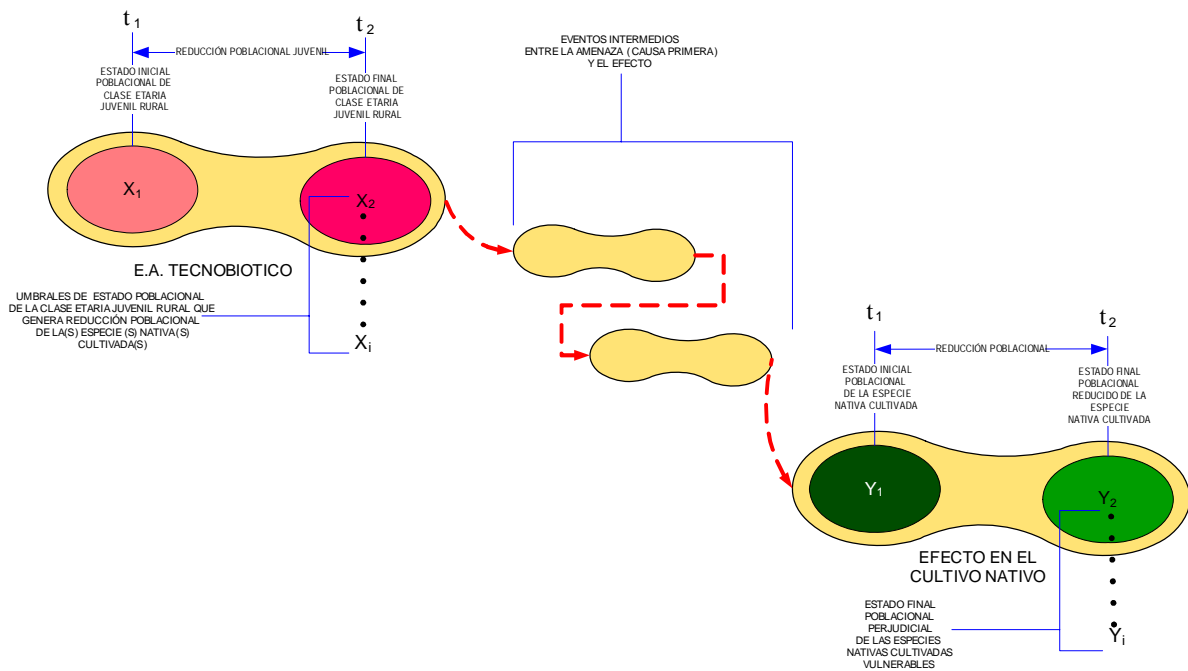 t1
t2
REDUCCIÓN POBLACIONAL JUVENIL
ESTADO INICIAL
POBLACIONAL DE
CLASE ETARIA
JUVENIL RURAL
ESTADO FINAL
POBLACIONAL DE
CLASE ETARIA
JUVENIL RURAL
EVENTOS INTERMEDIOS
ENTRE LA AMENAZA (CAUSA PRIMERA)
Y EL EFECTO
X1
X2
E.A. TECNOBIOTICO
UMBRALES DE ESTADO POBLACIONAL
DE LA CLASE ETARIA JUVENIL RURAL QUE
GENERA REDUCCIÓN POBLACIONAL
DE LA(S) ESPECIE (S) NATIVA(S)
CULTIVADA(S)
Xi
t1
t2
REDUCCIÓN POBLACIONAL
ESTADO INICIAL
POBLACIONAL
DE LA ESPECIE
NATIVA CULTIVADA
ESTADO FINAL
POBLACIONAL
REDUCIDO DE LA
ESPECIE
NATIVA CULTIVADA
Y1
Y2
EFECTO EN EL
CULTIVO NATIVO
ESTADO FINAL
POBLACIONAL
PERJUDICIAL
DE LAS ESPECIES
NATIVAS CULTIVADAS
VULNERABLES
Yi